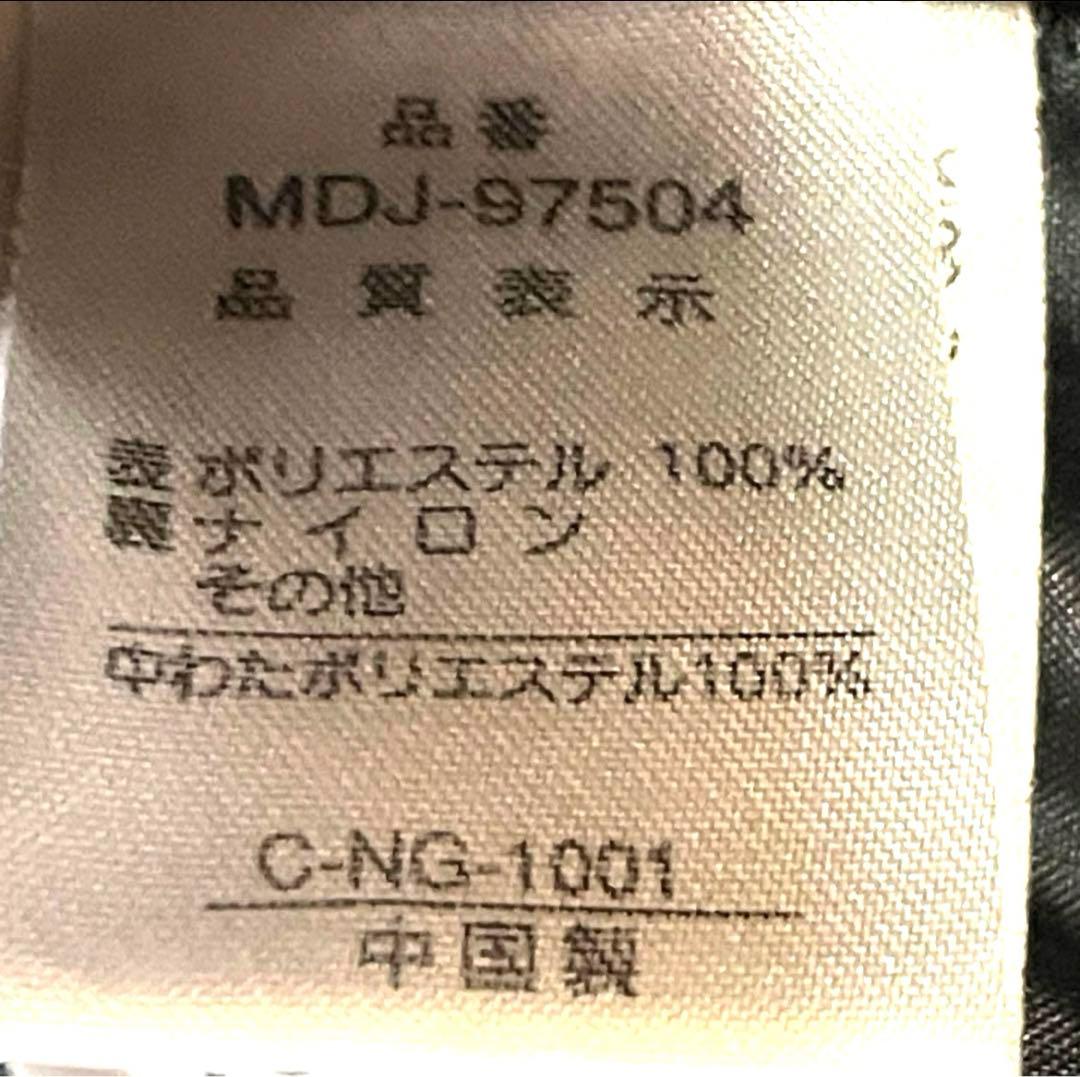 品番
MDJ-97504
品質表示
表 ポリエステル 100%
裏 ナイロン
その他
中わたポリエステル100%
C-NG-1001
中国製